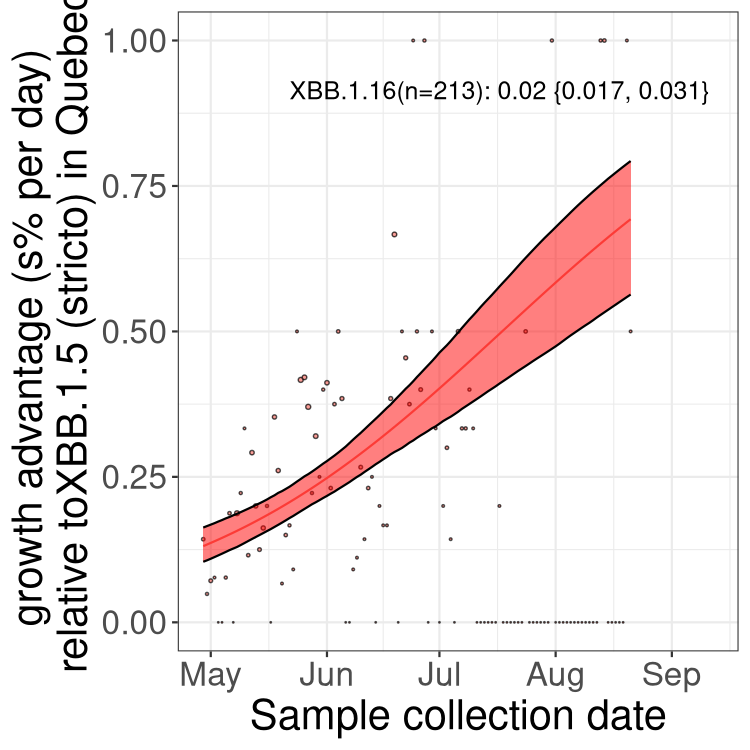 growth advantage (s% per day)
relative toXBB.1.5 (stricto) in Quebec
1.00
0.75
0.50
0.25
0.00
XBB.1.16(n=213): 0.02 {0.017, 0.031}
May Jun Jul Aug Sep
Sample collection date